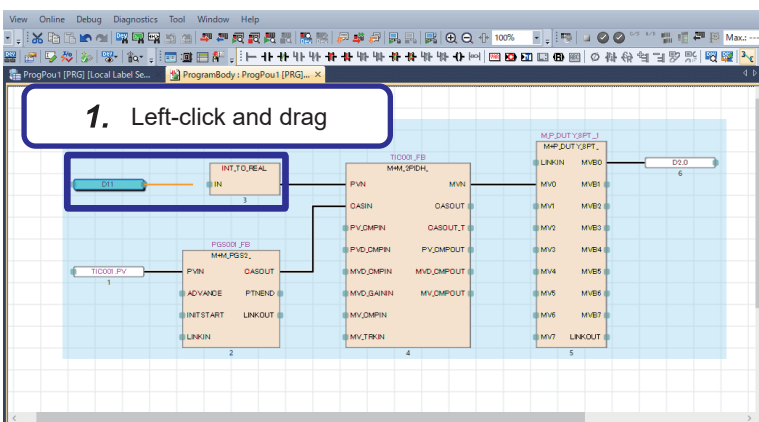 View Online Debug Diagnostics Tool Window Help
100%
Max.: ---
ProgPou1 [PRG] [Local Label Se...
ProgramBody : ProgPou1 [PRG]...
1. Left-click and drag
D11
INT_TO_REAL
IN
3
TIC001_FB
M+M_2PIDH_
PVN MVN
CASIN CASOUT
PV_CMPIN CASOUT_T
PVD_CMPIN PV_CMPOUT
MVD_CMPIN MVD_CMPOUT
MVD_GAININ MV_CMPOUT
MV_CMPIN
MV_TRKIN
4
M_P_DUTY_8PT_1
M+P_DUTY_8PT_
LINKIN MVB0
MV0 MVB1
MV1 MVB2
MV2 MVB3
MV3 MVB4
MV4 MVB5
MV5 MVB6
MV6 MVB7
MV7 LINKOUT
5
D2.0
6
TIC001.PV
1
PGS001_FB
M+M_PGS2_
PVIN CASOUT
ADVANCE PTNEND
INITSTART LINKOUT
LINKIN
2